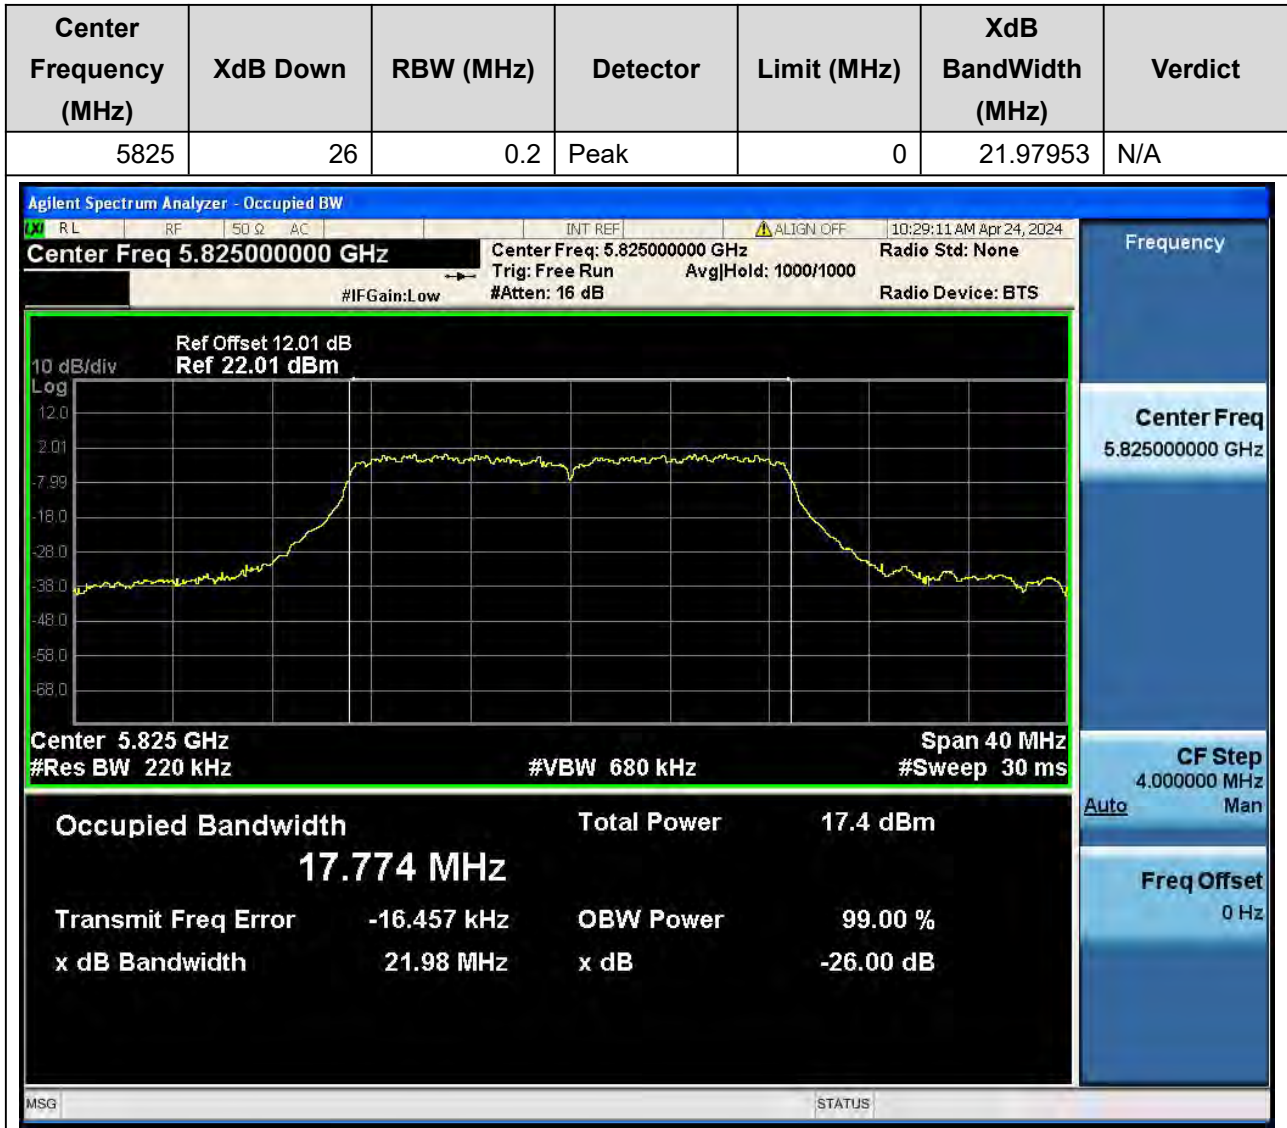 Center Frequency (MHz) XdB Down RBW (MHz) Detector Limit (MHz) XdB BandWidth (MHz) Verdict
5825 26 0.2 Peak 0 21.97953 N/A
Agilent Spectrum Analyzer - Occupied BW
LXI RL RF 50 Ω AC INT REF ALIGN OFF 10:29:11 AM Apr 24, 2024
Center Freq 5.825000000 GHz
Center Freq: 5.825000000 GHz Radio Std: None
Trig: Free Run Avg|Hold: 1000/1000
#IFGain:Low #Atten: 16 dB Radio Device: BTS
Ref Offset 12.01 dB
10 dB/div Ref 22.01 dBm
Log
12.0
2.01
-7.99
-18.0
-28.0
-38.0
-48.0
-58.0
-68.0
Center 5.825 GHz Span 40 MHz
#Res BW 220 kHz #VBW 680 kHz #Sweep 30 ms
Occupied Bandwidth Total Power 17.4 dBm
17.774 MHz
Transmit Freq Error -16.457 kHz OBW Power 99.00 %
x dB Bandwidth 21.98 MHz x dB -26.00 dB
MSG STATUS
Frequency
Center Freq
5.825000000 GHz
CF Step
4.000000 MHz
Auto Man
Freq Offset
0 Hz